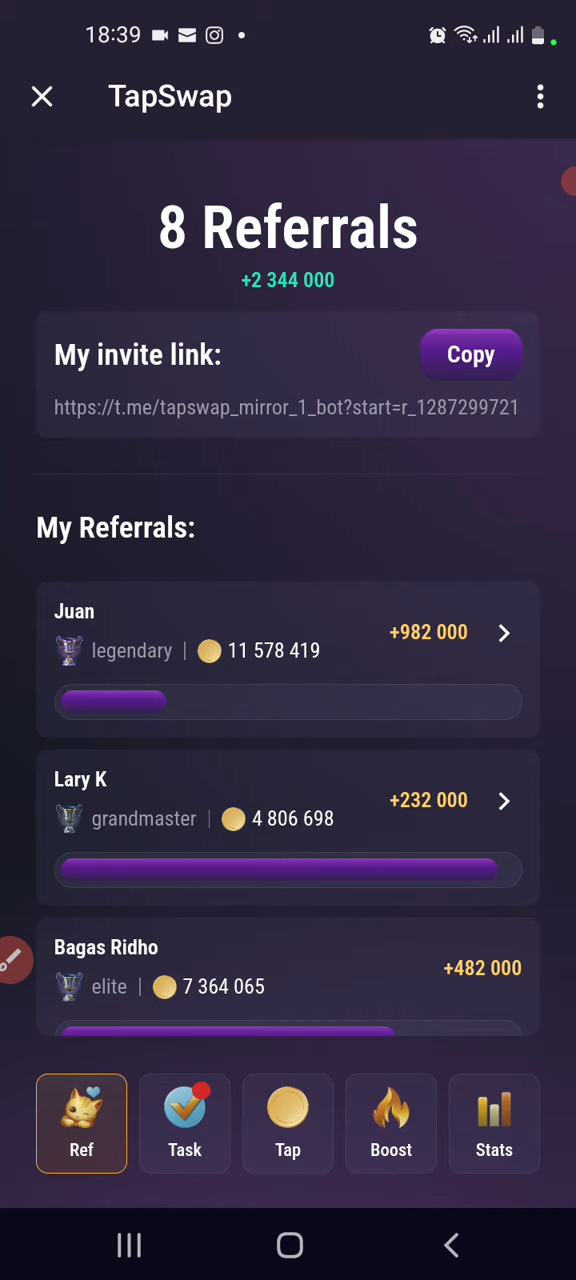 18:39
TapSwap
8 Referrals
+2 344 000
My invite link:
Copy
https://t.me/tapswap_mirror_1_bot?start=r_1287299721
My Referrals:
Juan
legendary | 11 578 419
+982 000
Lary K
grandmaster | 4 806 698
+232 000
Bagas Ridho
elite | 7 364 065
+482 000
Ref
Task
Tap
Boost
Stats